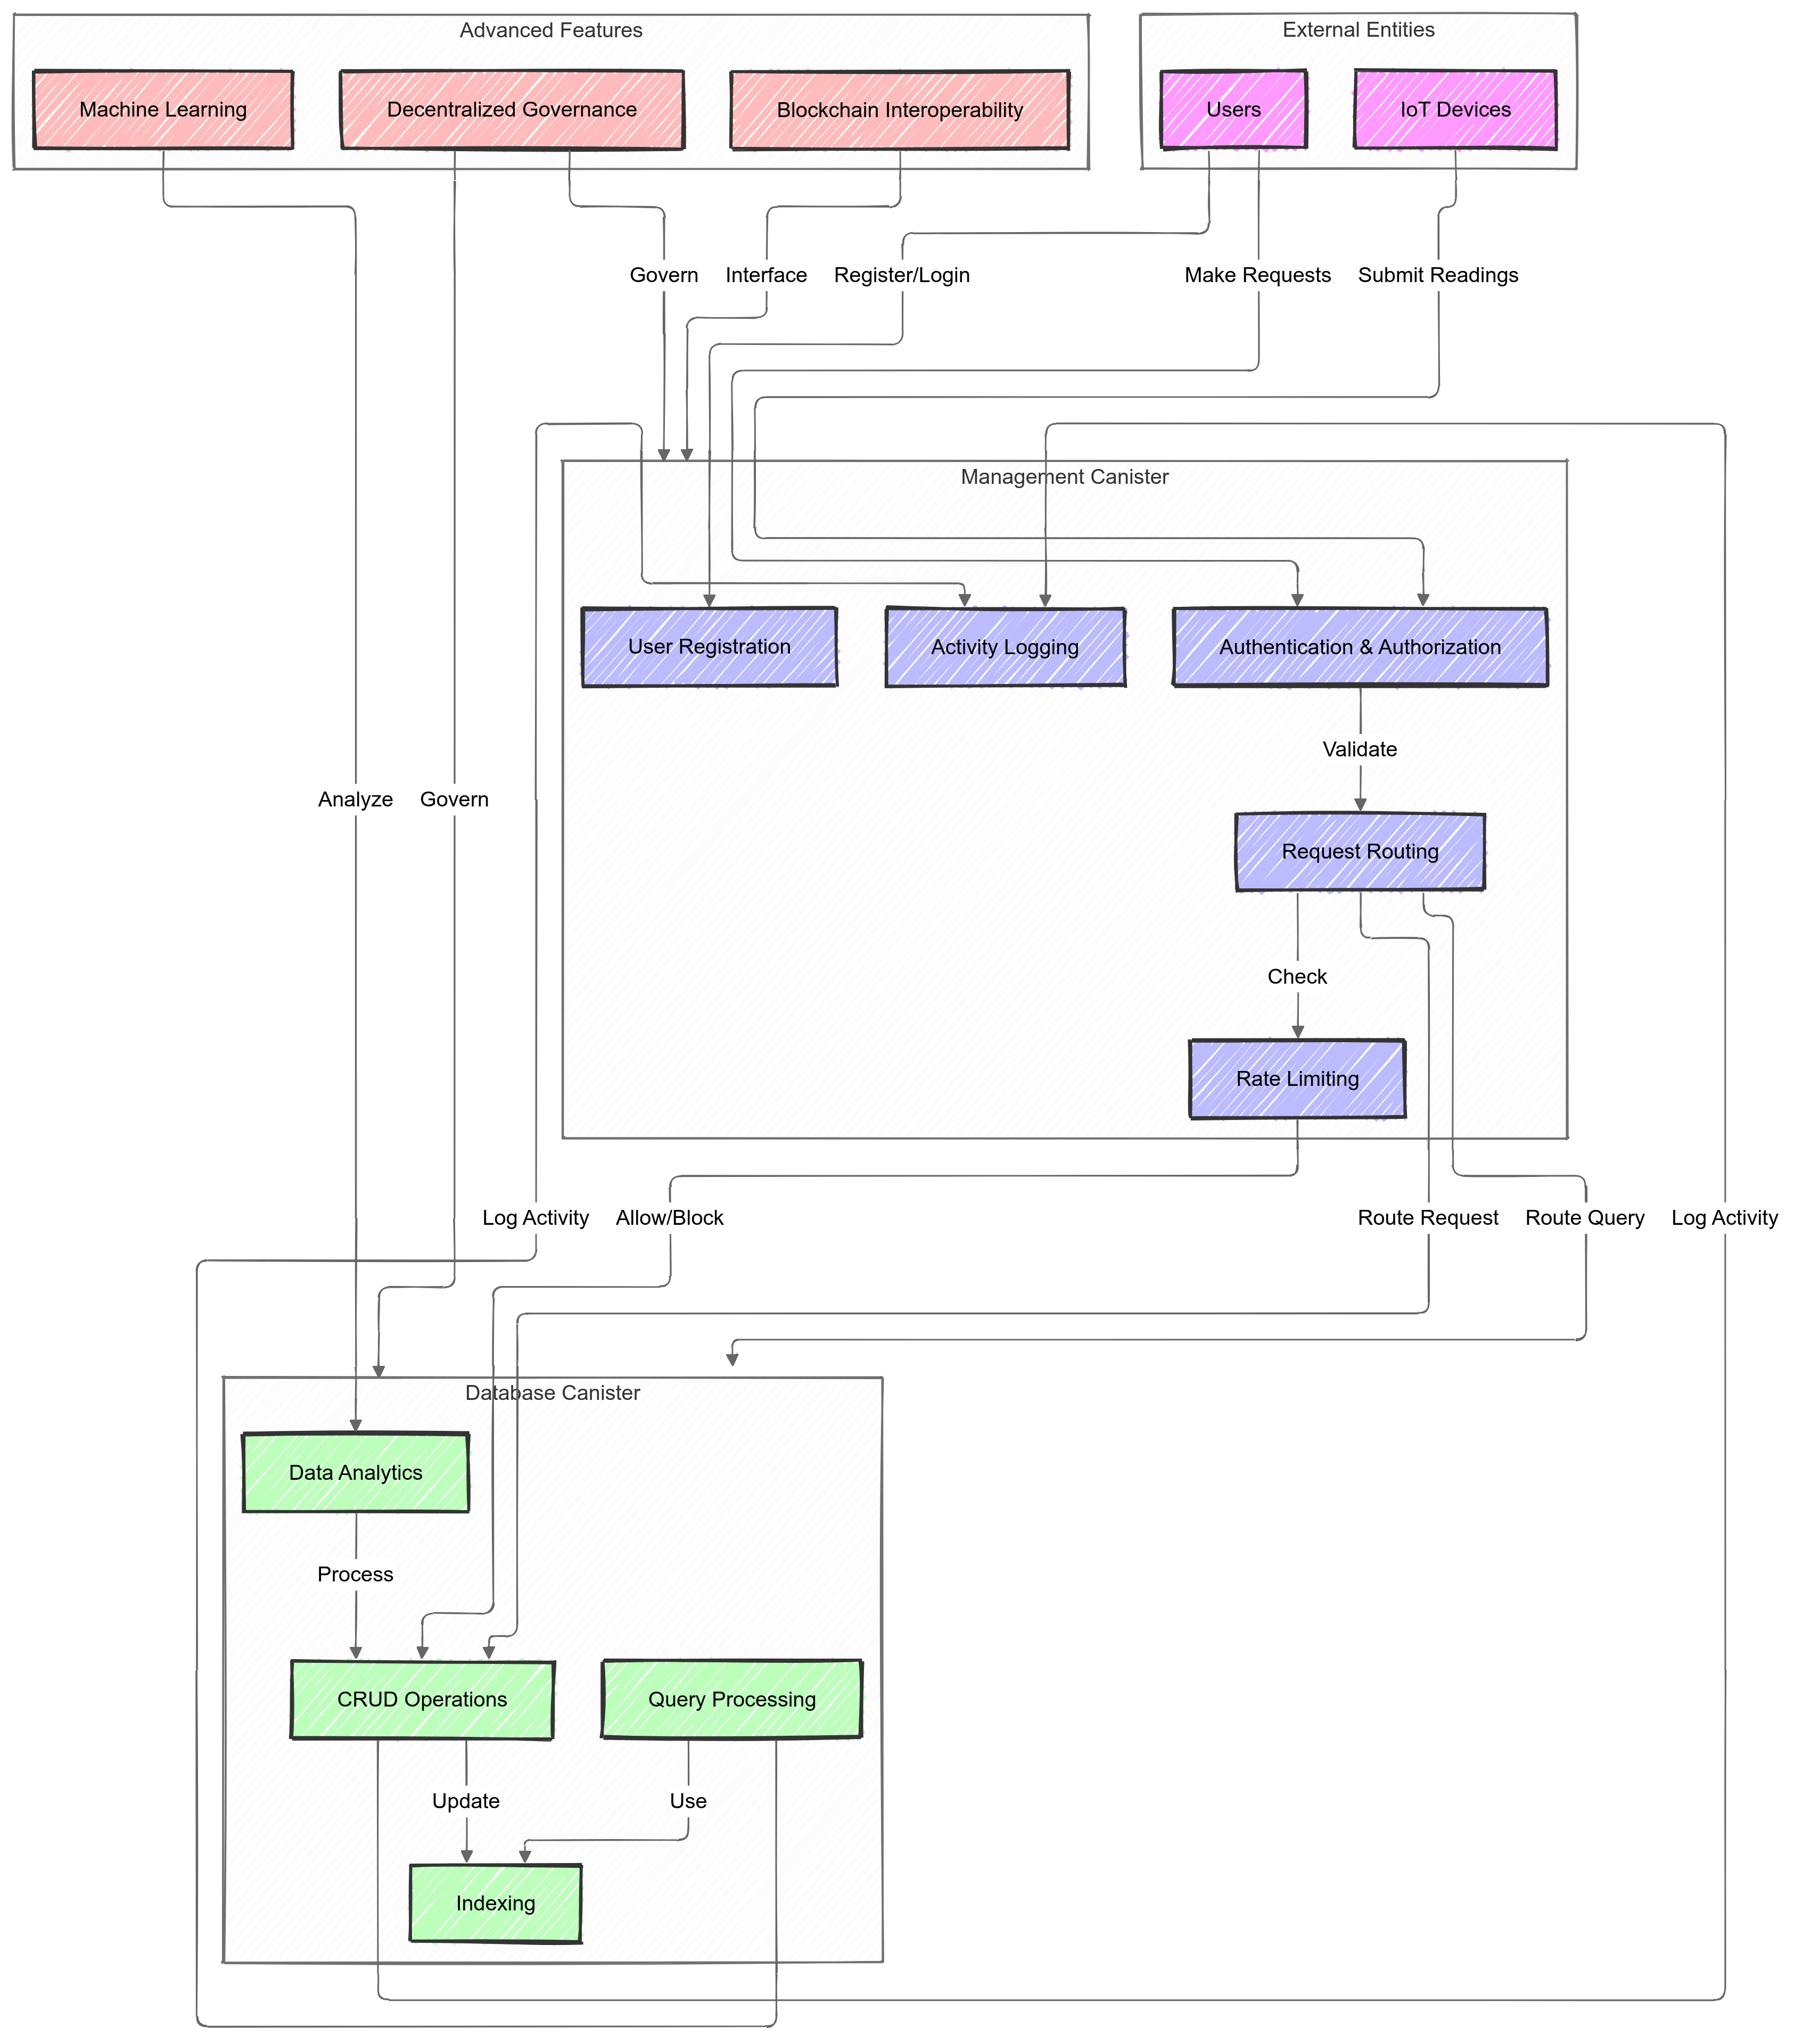 Advanced Features
External Entities
Machine Learning
Decentralized Governance
Blockchain Interoperability
Users
IoT Devices
Govern
Interface
Register/Login
Make Requests
Submit Readings
Management Canister
User Registration
Activity Logging
Authentication & Authorization
Validate
Analyze
Govern
Request Routing
Check
Rate Limiting
Log Activity
Allow/Block
Route Request
Route Query
Log Activity
Database Canister
Data Analytics
Process
CRUD Operations
Query Processing
Update
Use
Indexing